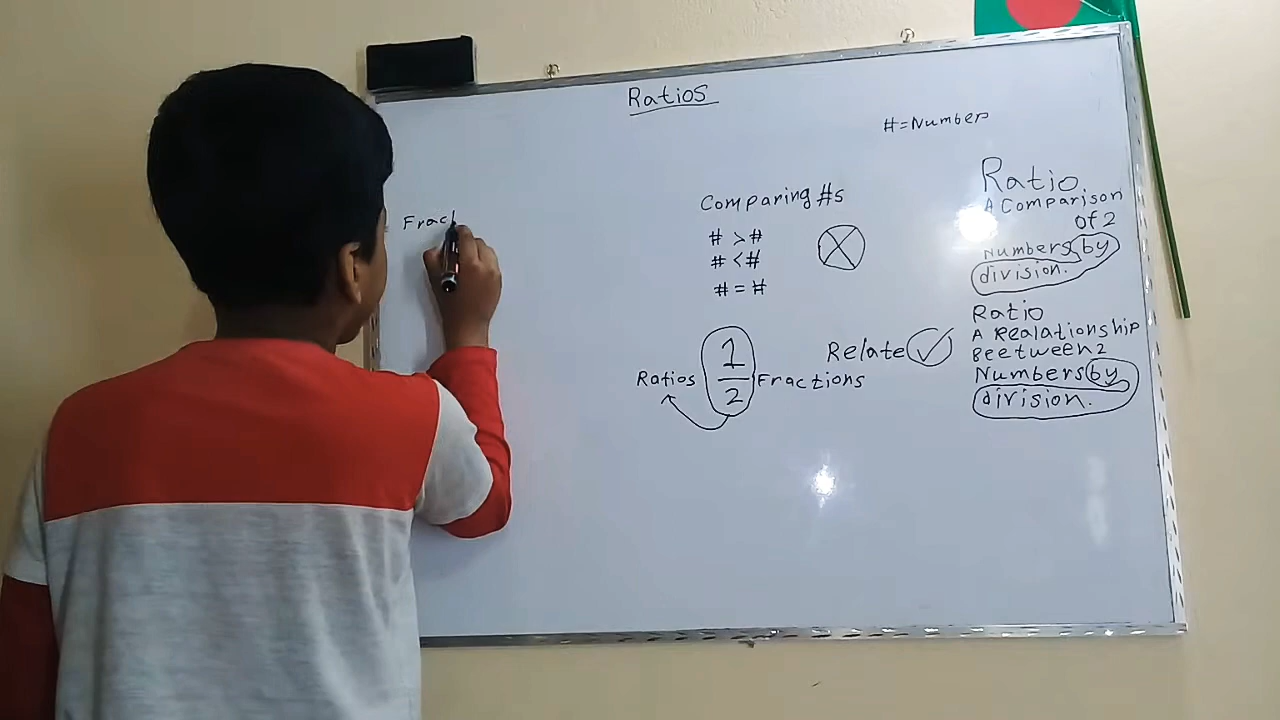 Ratios
#=Number
Fract
Comparing #s
# > #
# < #
# = #
Ratios 1/2 Fractions
Relate ✓
Ratio
A Comparison
of 2
Numbers by
division.
Ratio
A Realationship
Beetween 2
Numbers by
division.